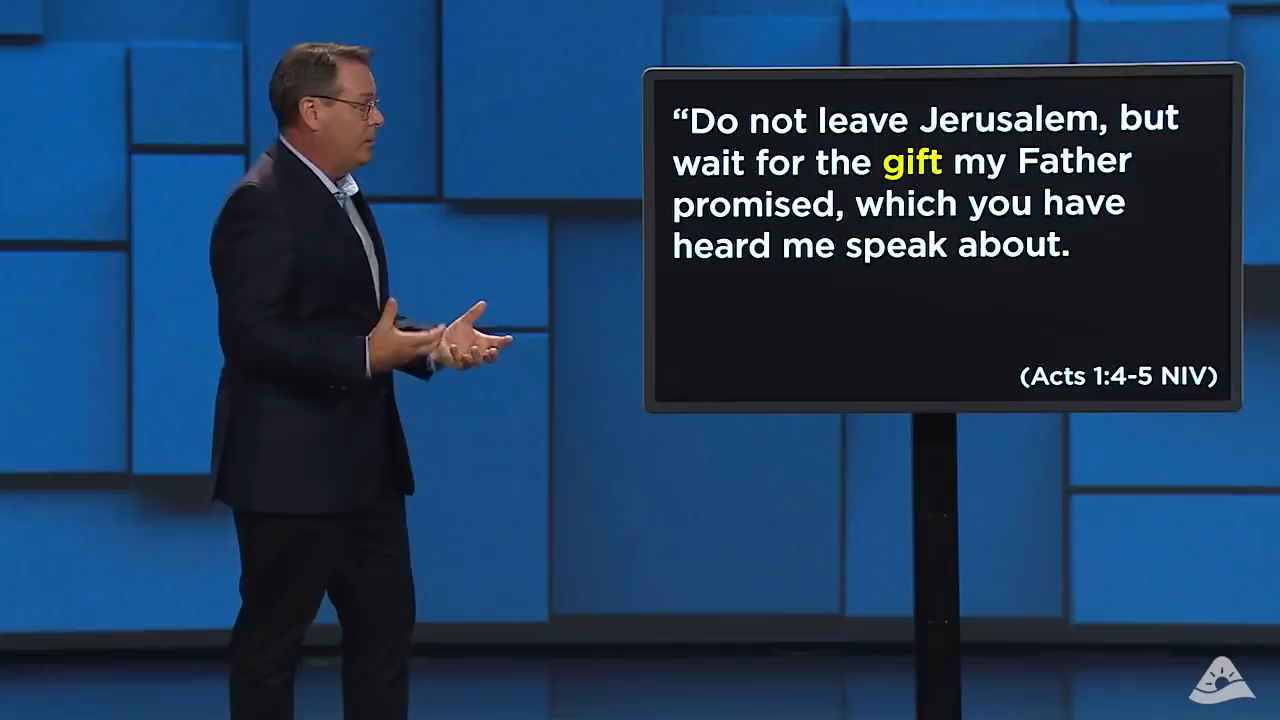 “Do not leave Jerusalem, but
wait for the gift my Father
promised, which you have
heard me speak about.
(Acts 1:4-5 NIV)